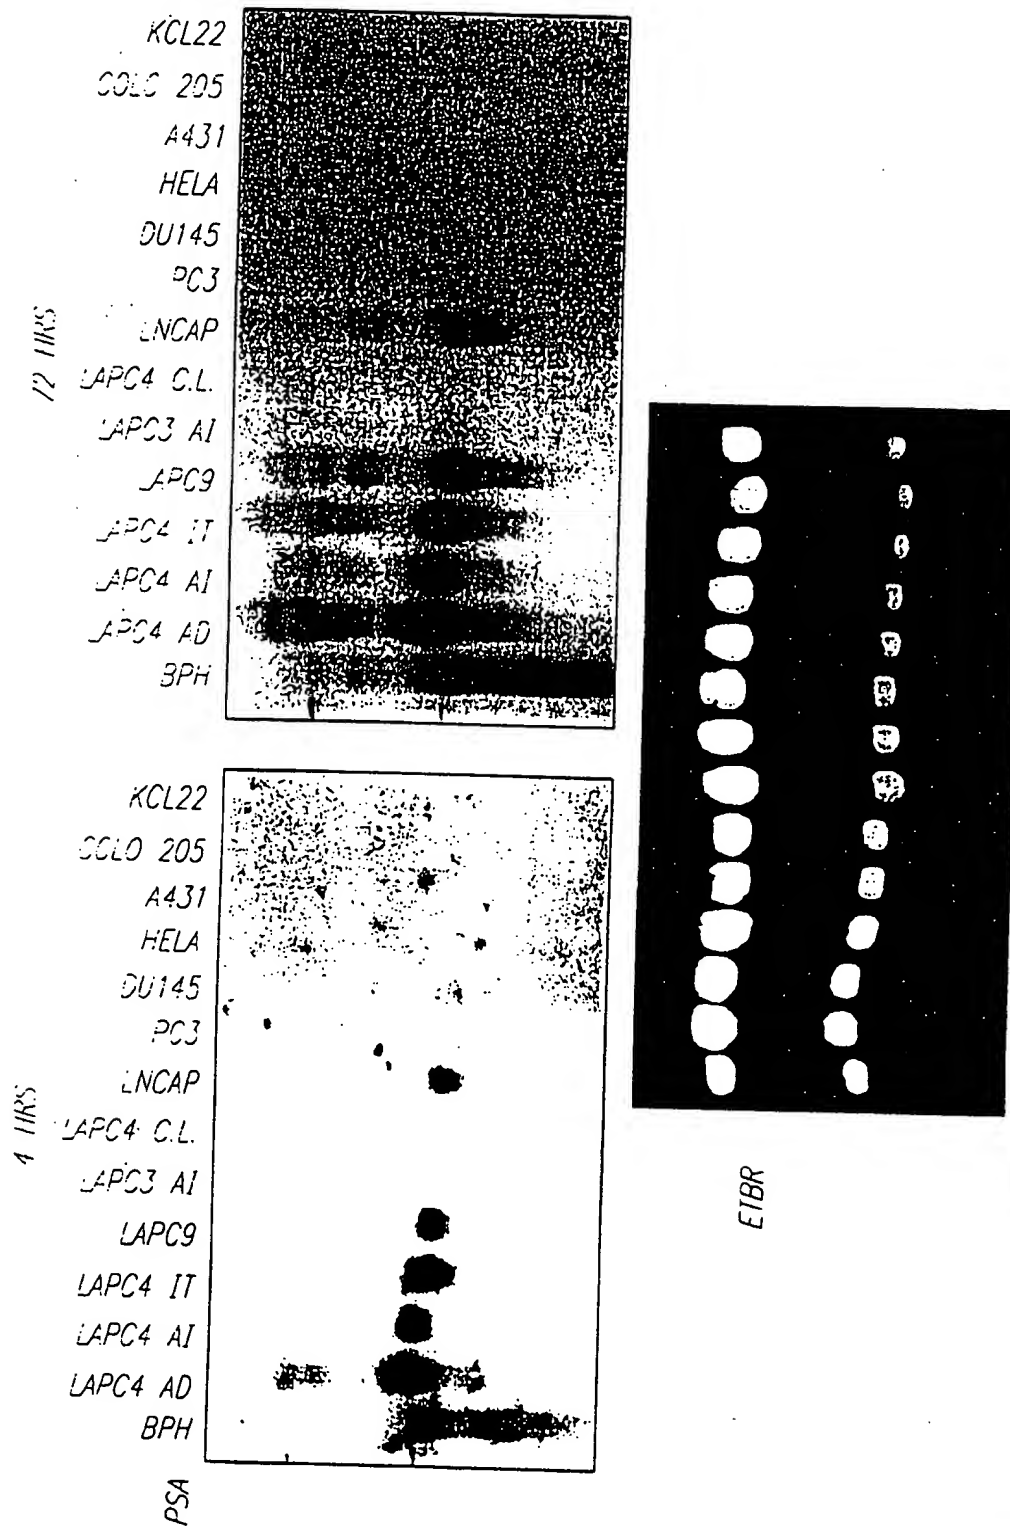 KCL22
COLC 205
A431
HELA
DU145
PC3
LNCAP
LAPC4 C.L.
LAPC3 AI
LAPC9
LAPC4 IT
LAPC4 AI
LAPC4 AD
BPH
72 HRS
KCL22
COLO 205
A431
HELA
DU145
PC3
LNCAP
LAPC4 C.L.
LAPC3 AI
LAPC9
LAPC4 IT
LAPC4 AI
LAPC4 AD
BPH
4 HRS
PSA
ETBR